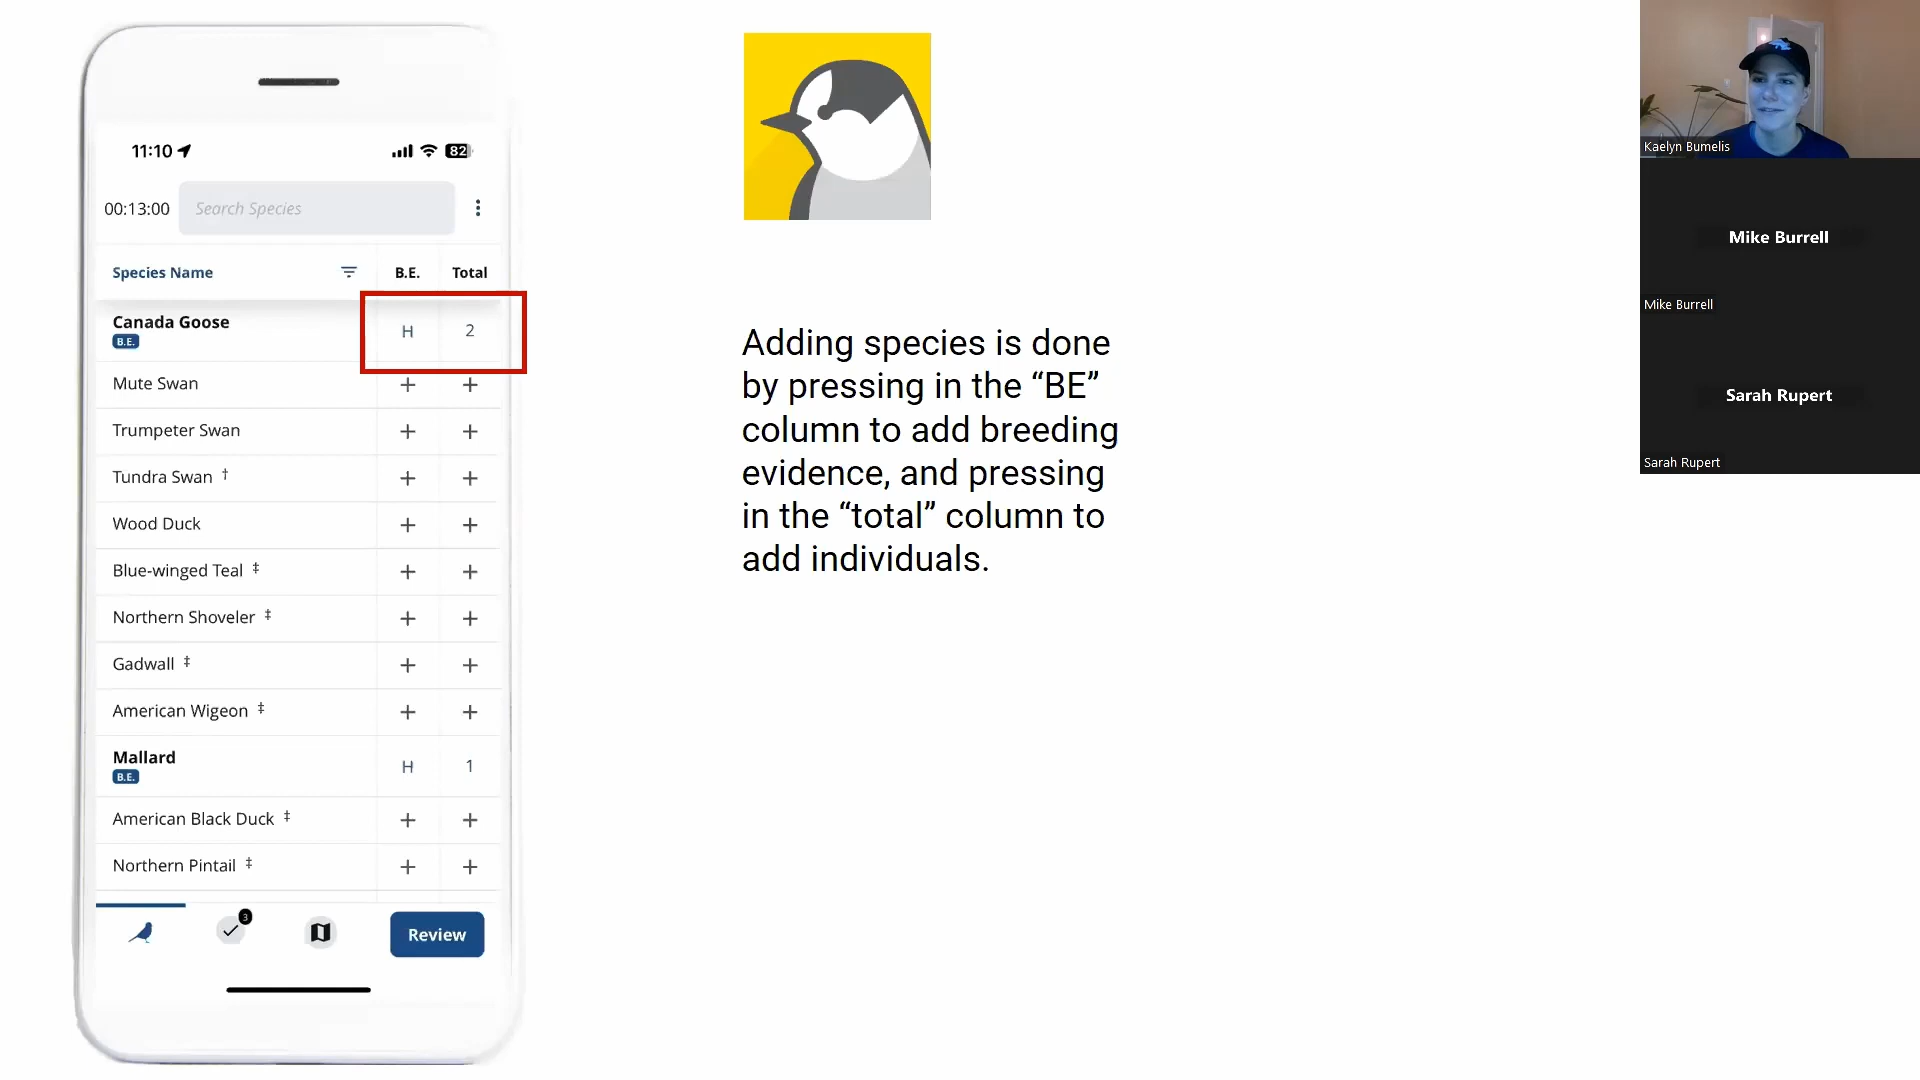 11:10
82
00:13:00
Search Species
Species Name
B.E.
Total
Canada Goose
B.E.
H
2
Mute Swan
+
+
Trumpeter Swan
+
+
Tundra Swan †
+
+
Wood Duck
+
+
Blue-winged Teal ‡
+
+
Northern Shoveler ‡
+
+
Gadwall ‡
+
+
American Wigeon ‡
+
+
Mallard
B.E.
H
1
American Black Duck ‡
+
+
Northern Pintail ‡
+
+
3
Review
Adding species is done
by pressing in the “BE”
column to add breeding
evidence, and pressing
in the “total” column to
add individuals.
Kaelyn Bumelis
Mike Burrell
Mike Burrell
Sarah Rupert
Sarah Rupert